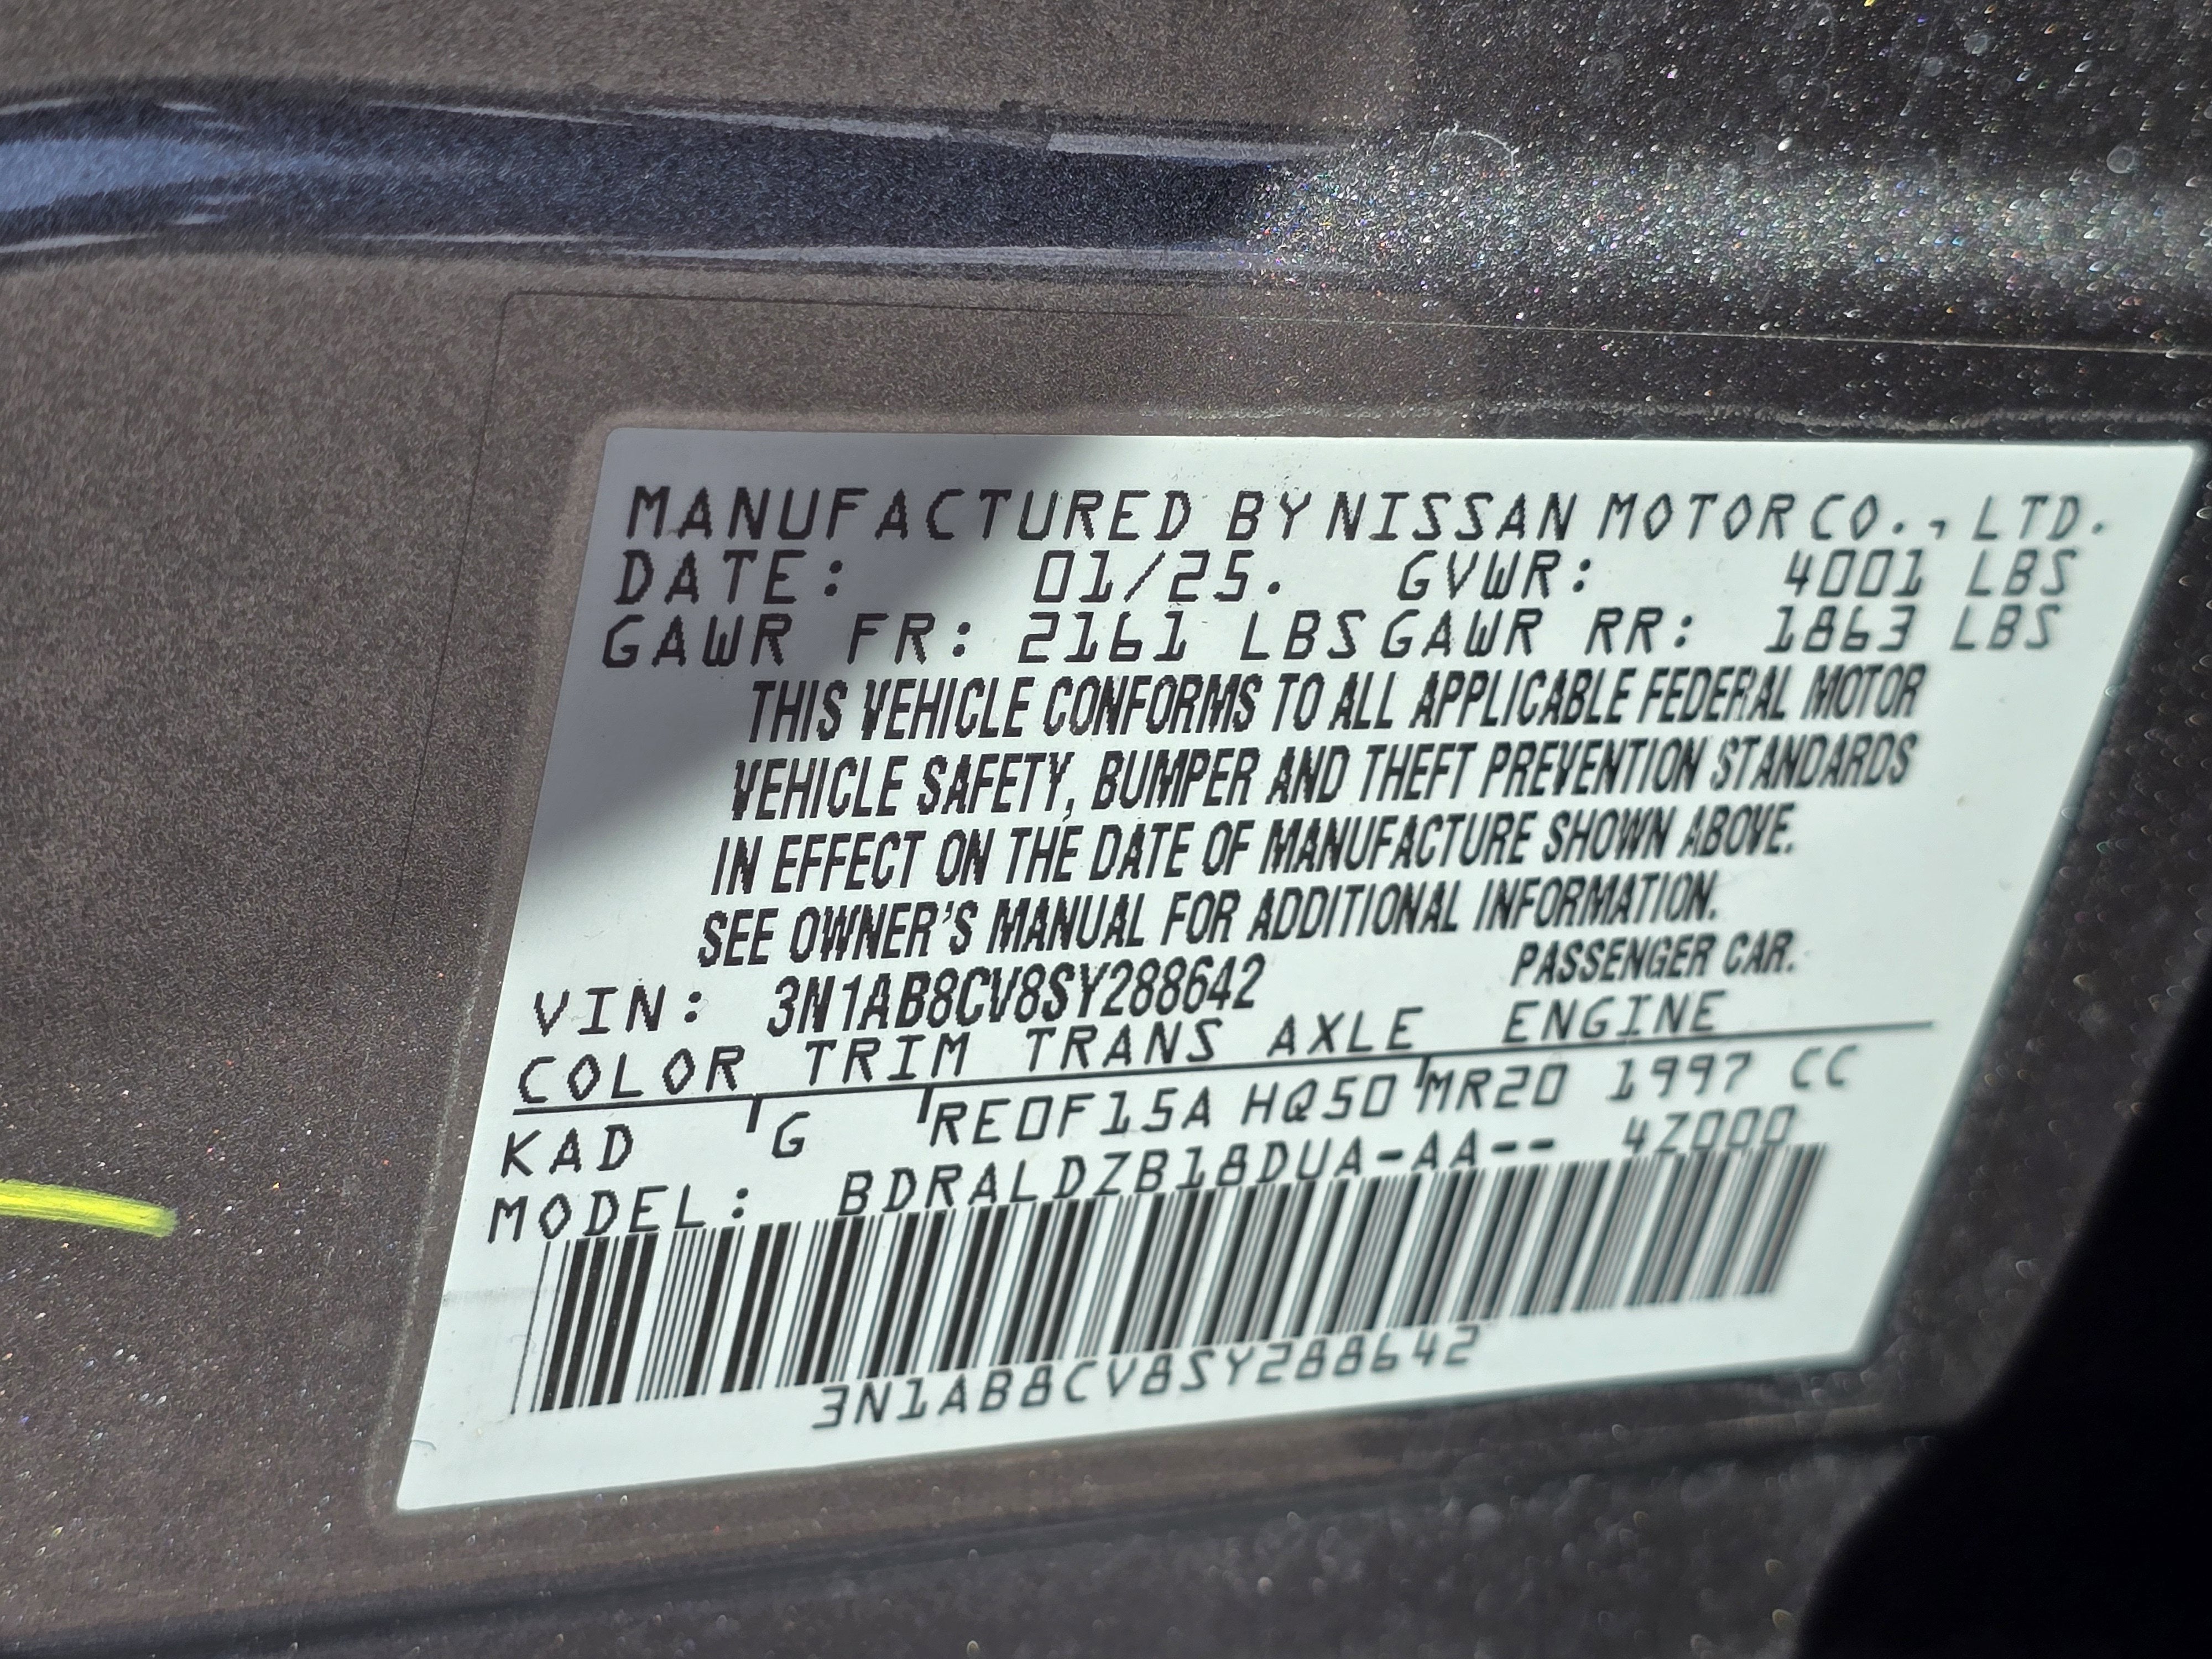 MANUFACTURED BY NISSAN MOTOR CO., LTD.
DATE: 01/25. GVWR: 4001 LBS
GAWR FR: 2161 LBS GAWR RR: 1863 LBS
THIS VEHICLE CONFORMS TO ALL APPLICABLE FEDERAL MOTOR
VEHICLE SAFETY, BUMPER AND THEFT PREVENTION STANDARDS
IN EFFECT ON THE DATE OF MANUFACTURE SHOWN ABOVE.
SEE OWNER'S MANUAL FOR ADDITIONAL INFORMATION.
VIN: 3N1AB8CV8SY288642 PASSENGER CAR.
COLOR TRIM TRANS AXLE ENGINE
KAD G RE0F15A HQ50 MR20 1997 CC
MODEL: BDRALDZB18DUA-AA-- 4Z000
3N1AB8CV8SY288642